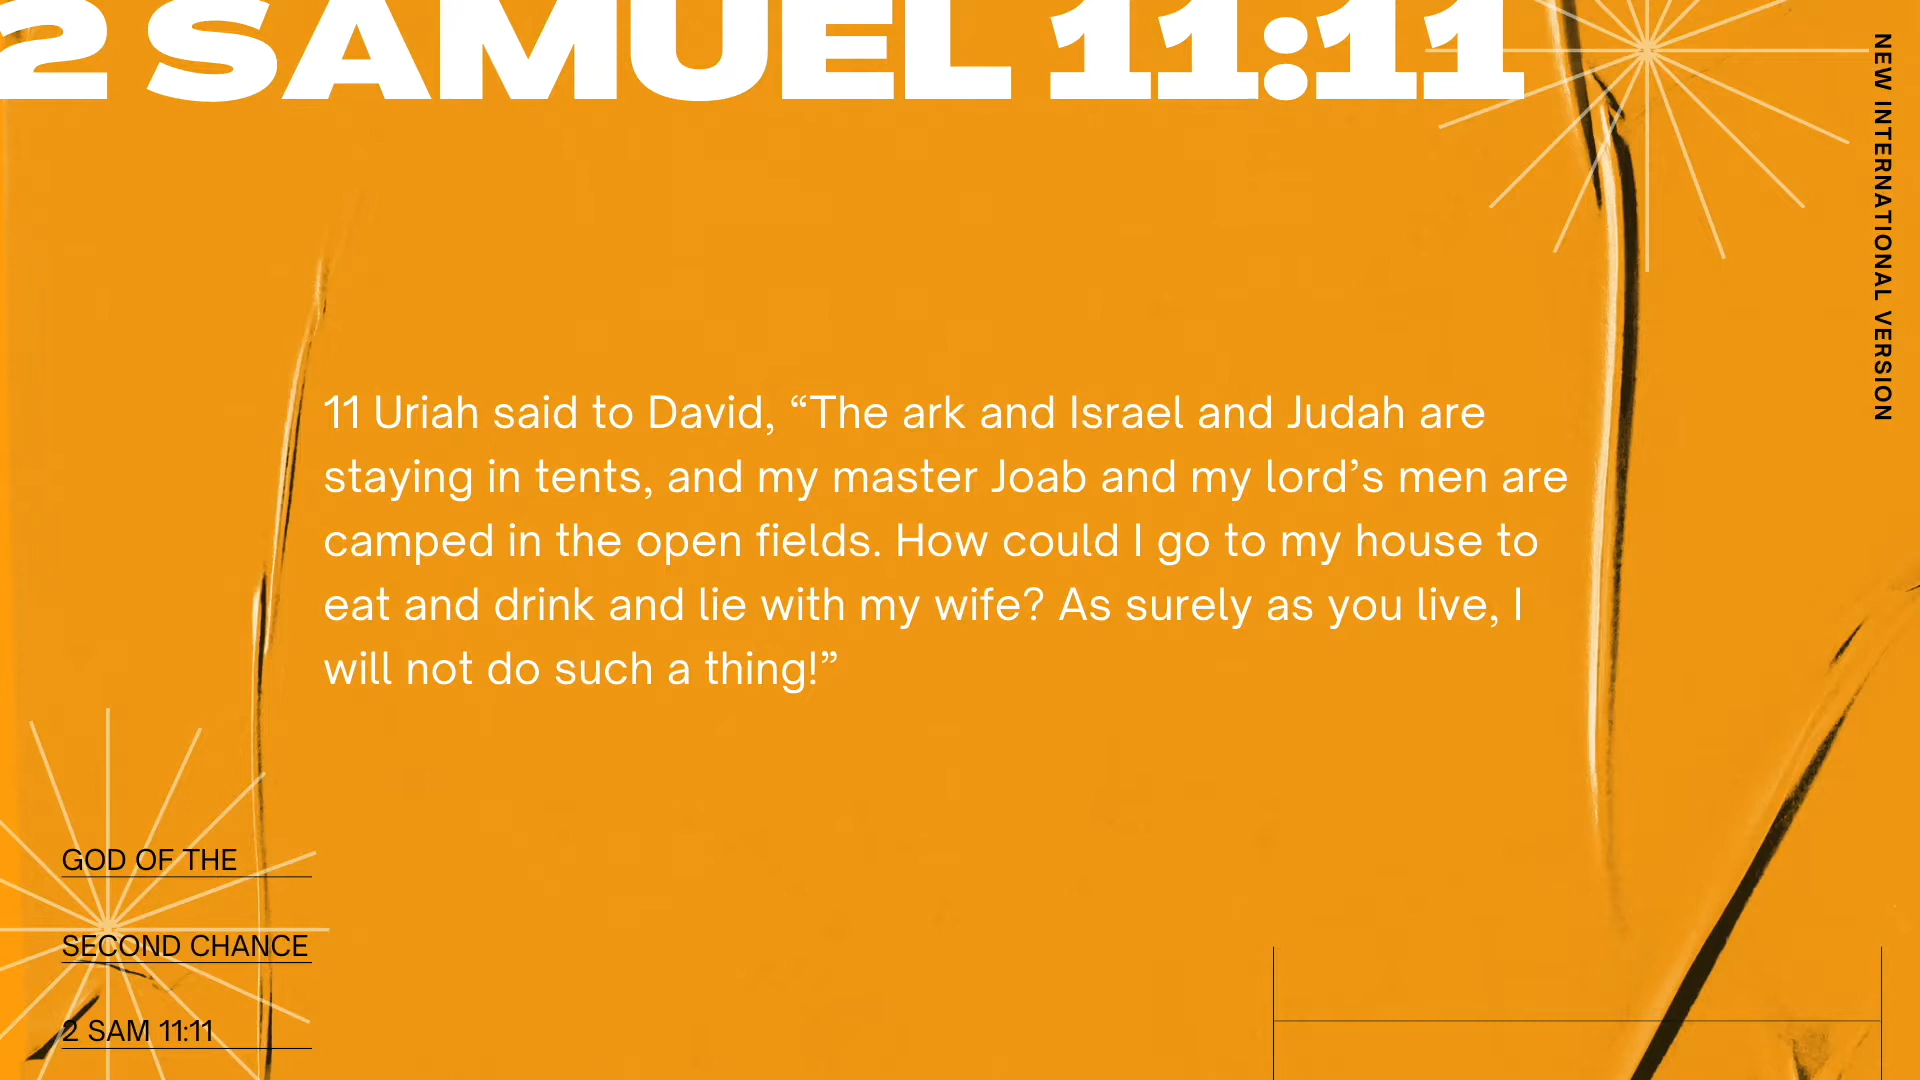 2 SAMUEL 11:11
NEW INTERNATIONAL VERSION
11 Uriah said to David, “The ark and Israel and Judah are
staying in tents, and my master Joab and my lord’s men are
camped in the open fields. How could I go to my house to
eat and drink and lie with my wife? As surely as you live, I
will not do such a thing!”
GOD OF THE
SECOND CHANCE
2 SAM 11:11